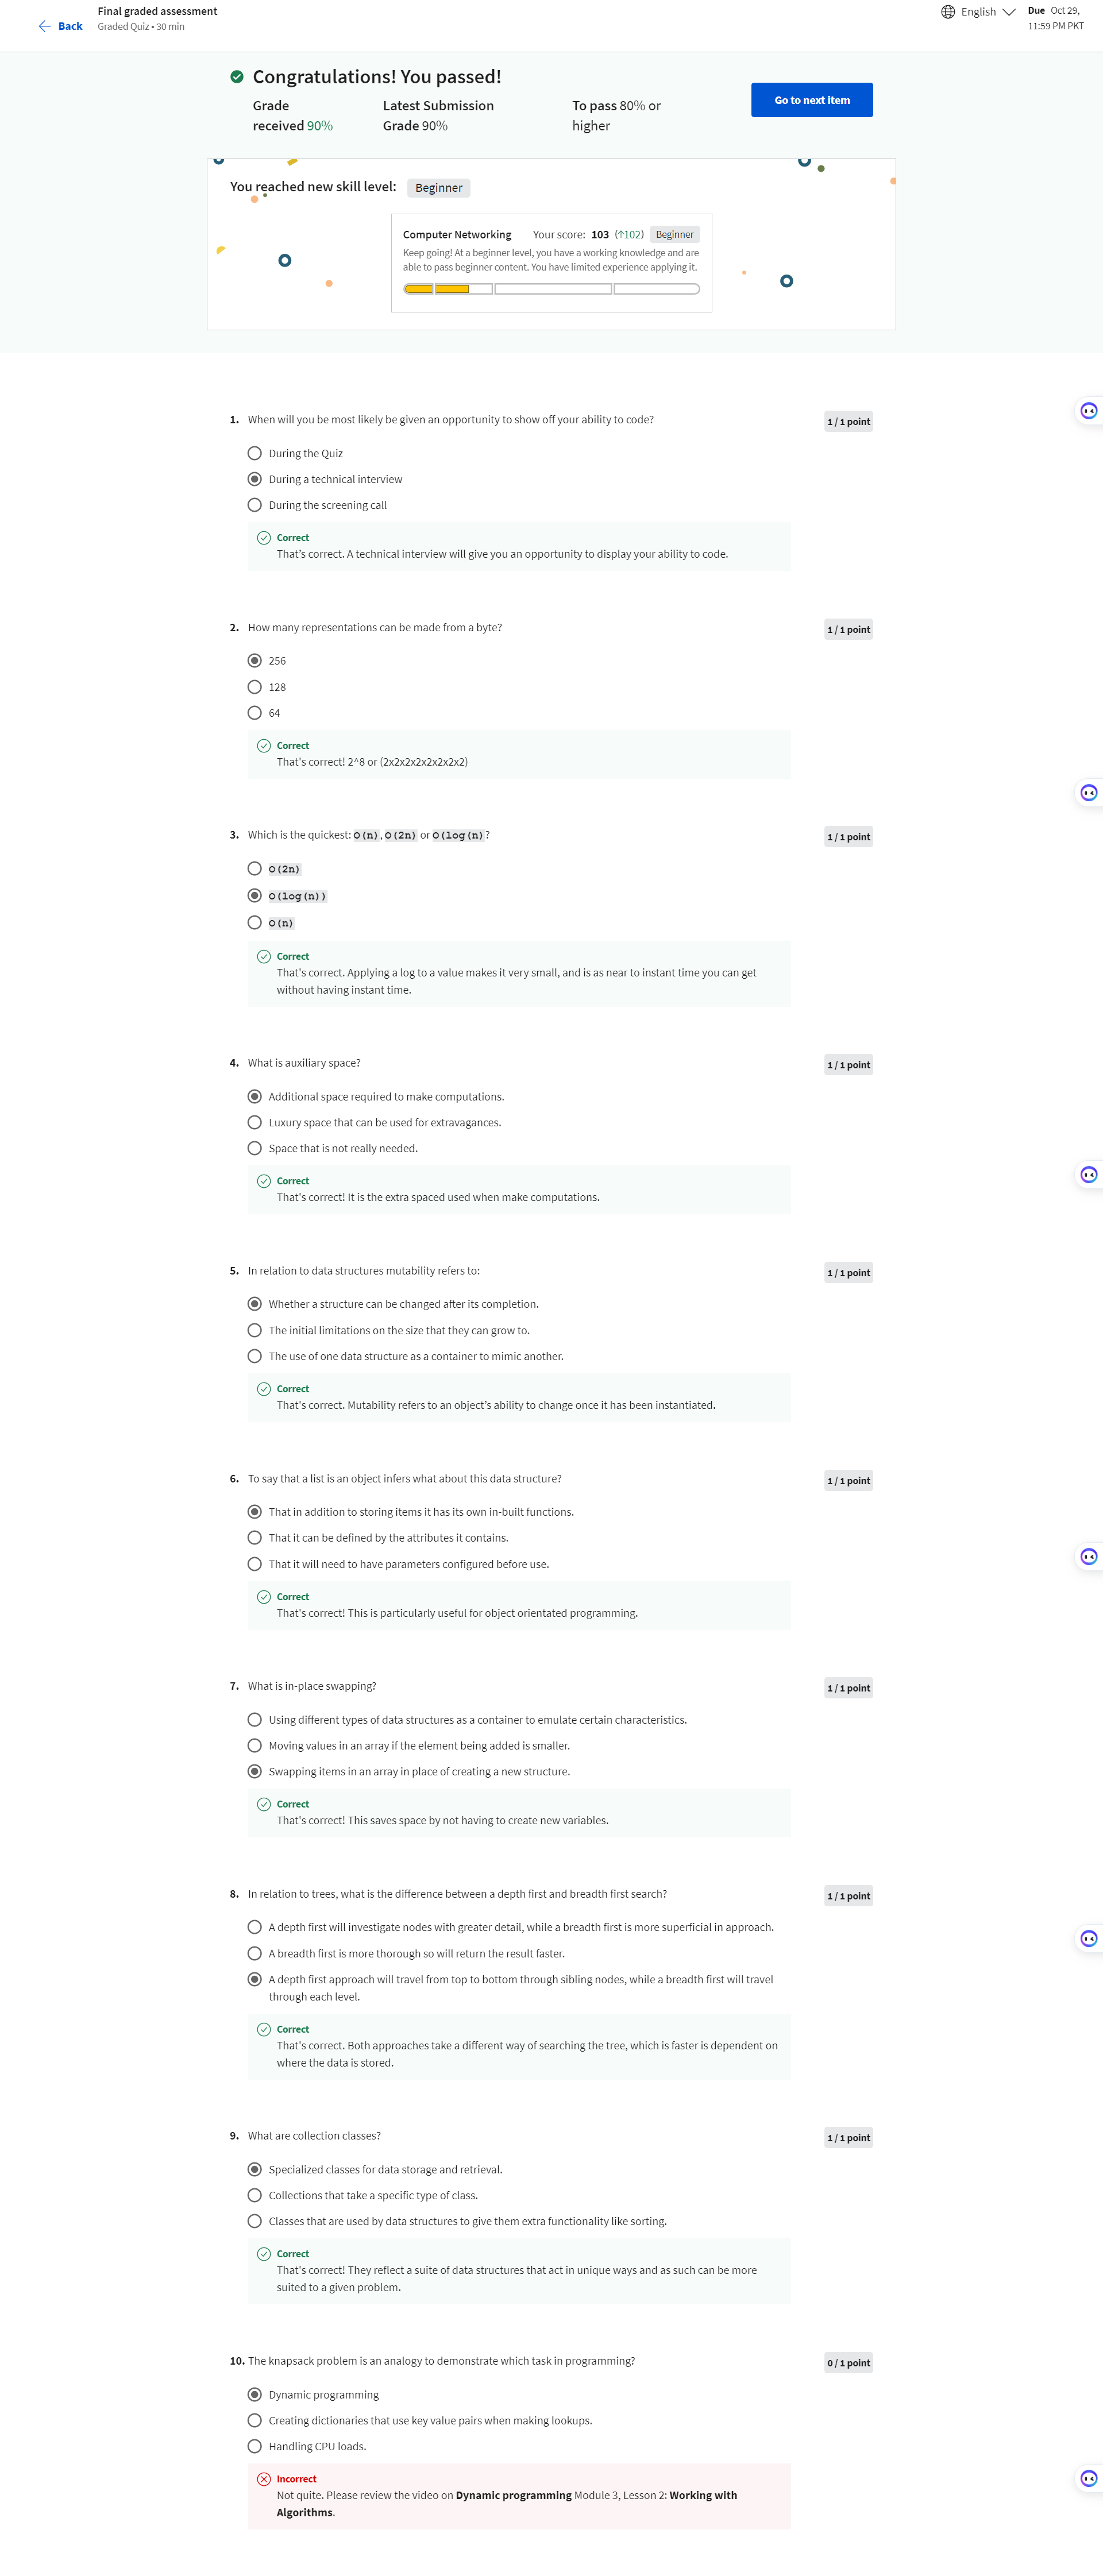 Back
Final graded assessment
Graded Quiz • 30 min
English
Due Oct 29,
11:59 PM PKT
Congratulations! You passed!
Grade
received 90%
Latest Submission
Grade 90%
To pass 80% or
higher
Go to next item
You reached new skill level: Beginner
Computer Networking Your score: 103 (↑102) Beginner
Keep going! At a beginner level, you have a working knowledge and are
able to pass beginner content. You have limited experience applying it.
1. When will you be most likely be given an opportunity to show off your ability to code?
1 / 1 point
During the Quiz
During a technical interview
During the screening call
Correct
That’s correct. A technical interview will give you an opportunity to display your ability to code.
2. How many representations can be made from a byte?
1 / 1 point
256
128
64
Correct
That's correct! 2^8 or (2x2x2x2x2x2x2x2)
3. Which is the quickest: O(n), O(2n) or O(log(n)?
1 / 1 point
O(2n)
O(log(n))
O(n)
Correct
That's correct. Applying a log to a value makes it very small, and is as near to instant time you can get
without having instant time.
4. What is auxiliary space?
1 / 1 point
Additional space required to make computations.
Luxury space that can be used for extravagances.
Space that is not really needed.
Correct
That's correct! It is the extra spaced used when make computations.
5. In relation to data structures mutability refers to:
1 / 1 point
Whether a structure can be changed after its completion.
The initial limitations on the size that they can grow to.
The use of one data structure as a container to mimic another.
Correct
That's correct. Mutability refers to an object’s ability to change once it has been instantiated.
6. To say that a list is an object infers what about this data structure?
1 / 1 point
That in addition to storing items it has its own in-built functions.
That it can be defined by the attributes it contains.
That it will need to have parameters configured before use.
Correct
That's correct! This is particularly useful for object orientated programming.
7. What is in-place swapping?
1 / 1 point
Using different types of data structures as a container to emulate certain characteristics.
Moving values in an array if the element being added is smaller.
Swapping items in an array in place of creating a new structure.
Correct
That's correct! This saves space by not having to create new variables.
8. In relation to trees, what is the difference between a depth first and breadth first search?
1 / 1 point
A depth first will investigate nodes with greater detail, while a breadth first is more superficial in approach.
A breadth first is more thorough so will return the result faster.
A depth first approach will travel from top to bottom through sibling nodes, while a breadth first will travel
through each level.
Correct
That's correct. Both approaches take a different way of searching the tree, which is faster is dependent on
where the data is stored.
9. What are collection classes?
1 / 1 point
Specialized classes for data storage and retrieval.
Collections that take a specific type of class.
Classes that are used by data structures to give them extra functionality like sorting.
Correct
That's correct! They reflect a suite of data structures that act in unique ways and as such can be more
suited to a given problem.
10. The knapsack problem is an analogy to demonstrate which task in programming?
0 / 1 point
Dynamic programming
Creating dictionaries that use key value pairs when making lookups.
Handling CPU loads.
Incorrect
Not quite. Please review the video on Dynamic programming Module 3, Lesson 2: Working with
Algorithms.